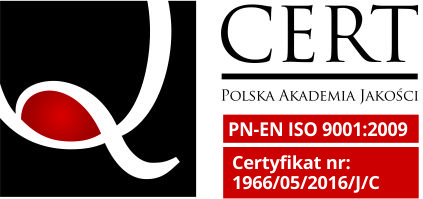 Q
CERT
POLSKA AKADEMIA JAKOŚCI
PN-EN ISO 9001:2009
Certyfikat nr:
1966/05/2016/J/C